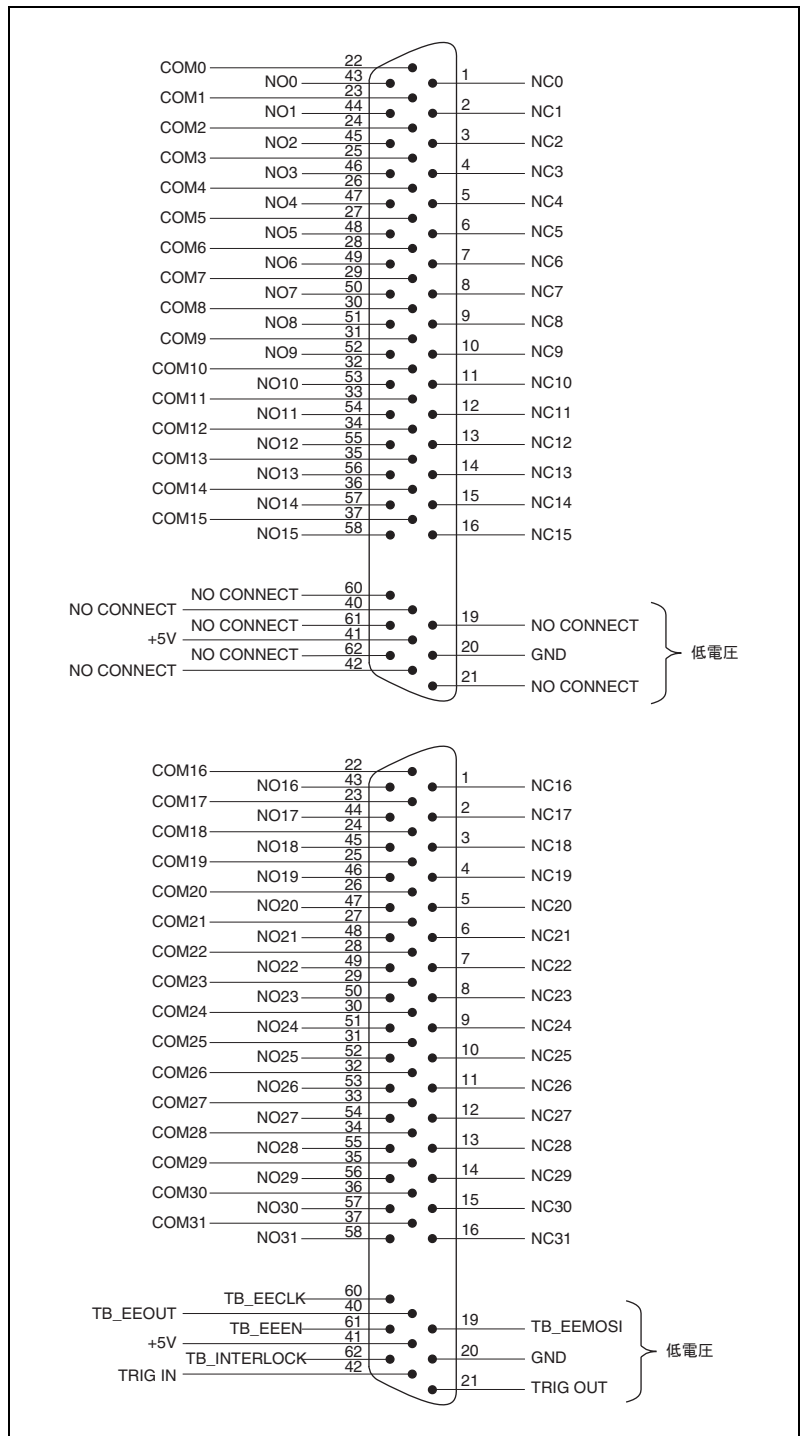 COM0 22
NO0 43 1 NC0
COM1 23
NO1 44 2 NC1
COM2 24
NO2 45 3 NC2
COM3 25
NO3 46 4 NC3
COM4 26
NO4 47 5 NC4
COM5 27
NO5 48 6 NC5
COM6 28
NO6 49 7 NC6
COM7 29
NO7 50 8 NC7
COM8 30
NO8 51 9 NC8
COM9 31
NO9 52 10 NC9
COM10 32
NO10 53 11 NC10
COM11 33
NO11 54 12 NC11
COM12 34
NO12 55 13 NC12
COM13 35
NO13 56 14 NC13
COM14 36
NO14 57 15 NC14
COM15 37
NO15 58 16 NC15
NO CONNECT 60
NO CONNECT 40
NO CONNECT 61 19 NO CONNECT
+5V 41
NO CONNECT 62 20 GND 低電圧
NO CONNECT 42
21 NO CONNECT
COM16 22
NO16 43 1 NC16
COM17 23
NO17 44 2 NC17
COM18 24
NO18 45 3 NC18
COM19 25
NO19 46 4 NC19
COM20 26
NO20 47 5 NC20
COM21 27
NO21 48 6 NC21
COM22 28
NO22 49 7 NC22
COM23 29
NO23 50 8 NC23
COM24 30
NO24 51 9 NC24
COM25 31
NO25 52 10 NC25
COM26 32
NO26 53 11 NC26
COM27 33
NO27 54 12 NC27
COM28 34
NO28 55 13 NC28
COM29 35
NO29 56 14 NC29
COM30 36
NO30 57 15 NC30
COM31 37
NO31 58 16 NC31
TB_EECLK 60
TB_EEOUT 40
TB_EEEN 61 19 TB_EEMOSI
+5V 41
TB_INTERLOCK 62 20 GND 低電圧
TRIG IN 42
21 TRIG OUT